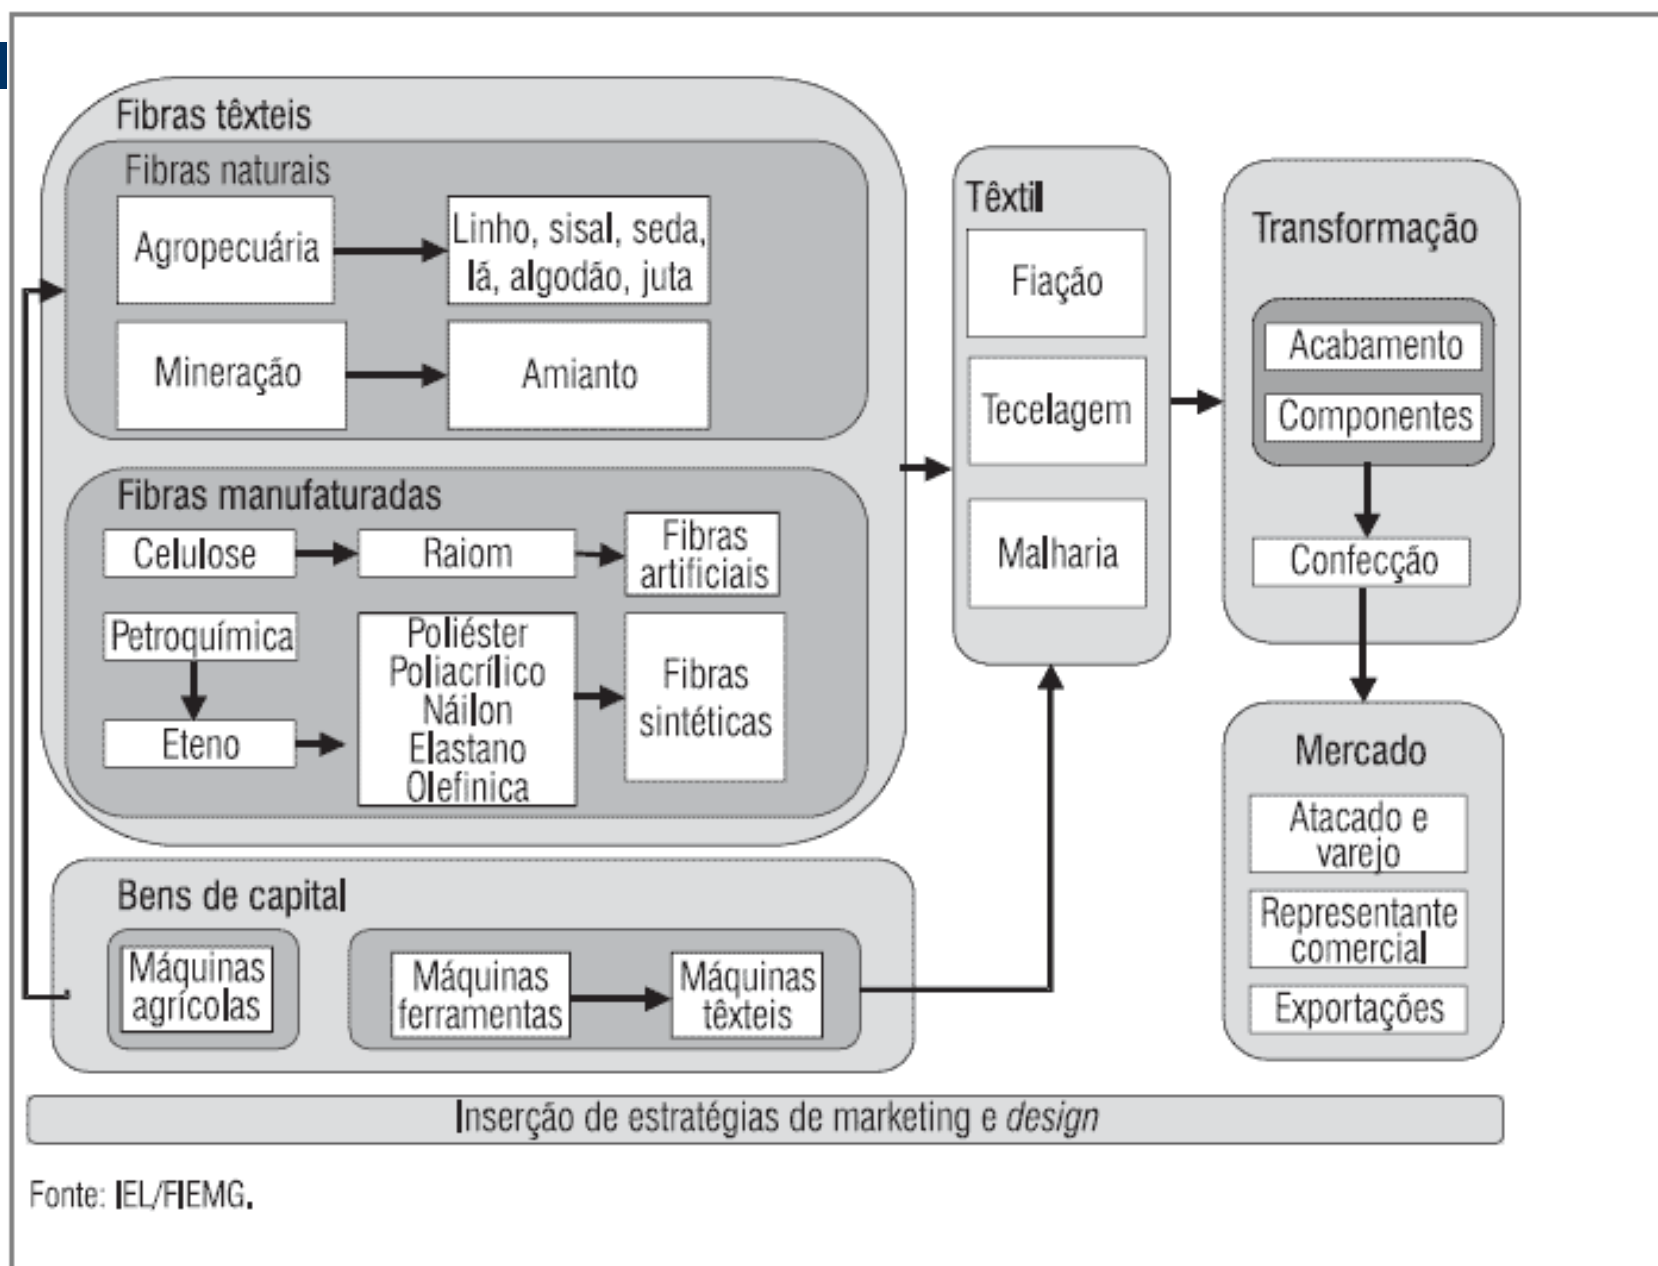 Fibras têxteis
Fibras naturais
Agropecuária
Linho, sisal, seda,
lã, algodão, juta
Mineração
Amianto
Fibras manufaturadas
Celulose
Raiom
Fibras
artificiais
Petroquímica
Eteno
Poliéster
Poliacrílico
Náilon
Elastano
Olefinica
Fibras
sintéticas
Bens de capital
Máquinas
agrícolas
Máquinas
ferramentas
Máquinas
têxteis
Têxtil
Fiação
Tecelagem
Malharia
Transformação
Acabamento
Componentes
Confecção
Mercado
Atacado e
varejo
Representante
comercial
Exportações
Inserção de estratégias de marketing e design
Fonte: IEL/FIEMG.